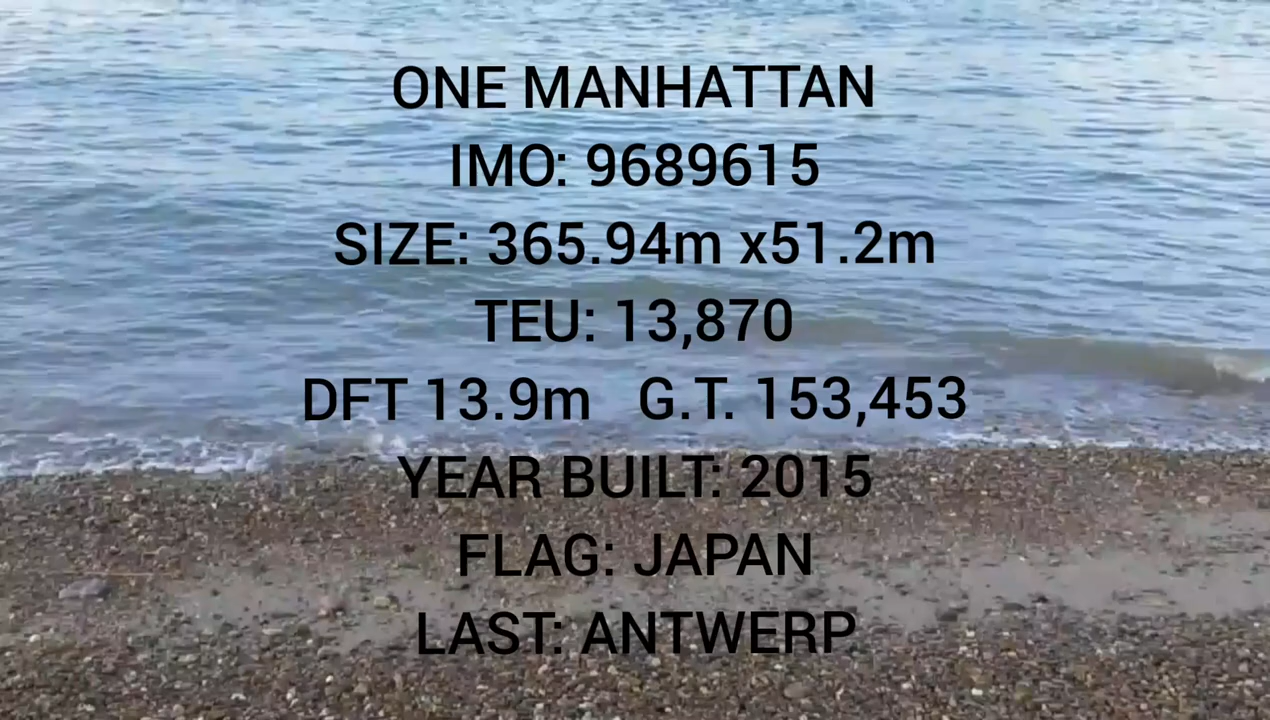 ONE MANHATTAN
IMO: 9689615
SIZE: 365.94m x51.2m
TEU: 13,870
DFT 13.9m G.T. 153,453
YEAR BUILT: 2015
FLAG: JAPAN
LAST: ANTWERP